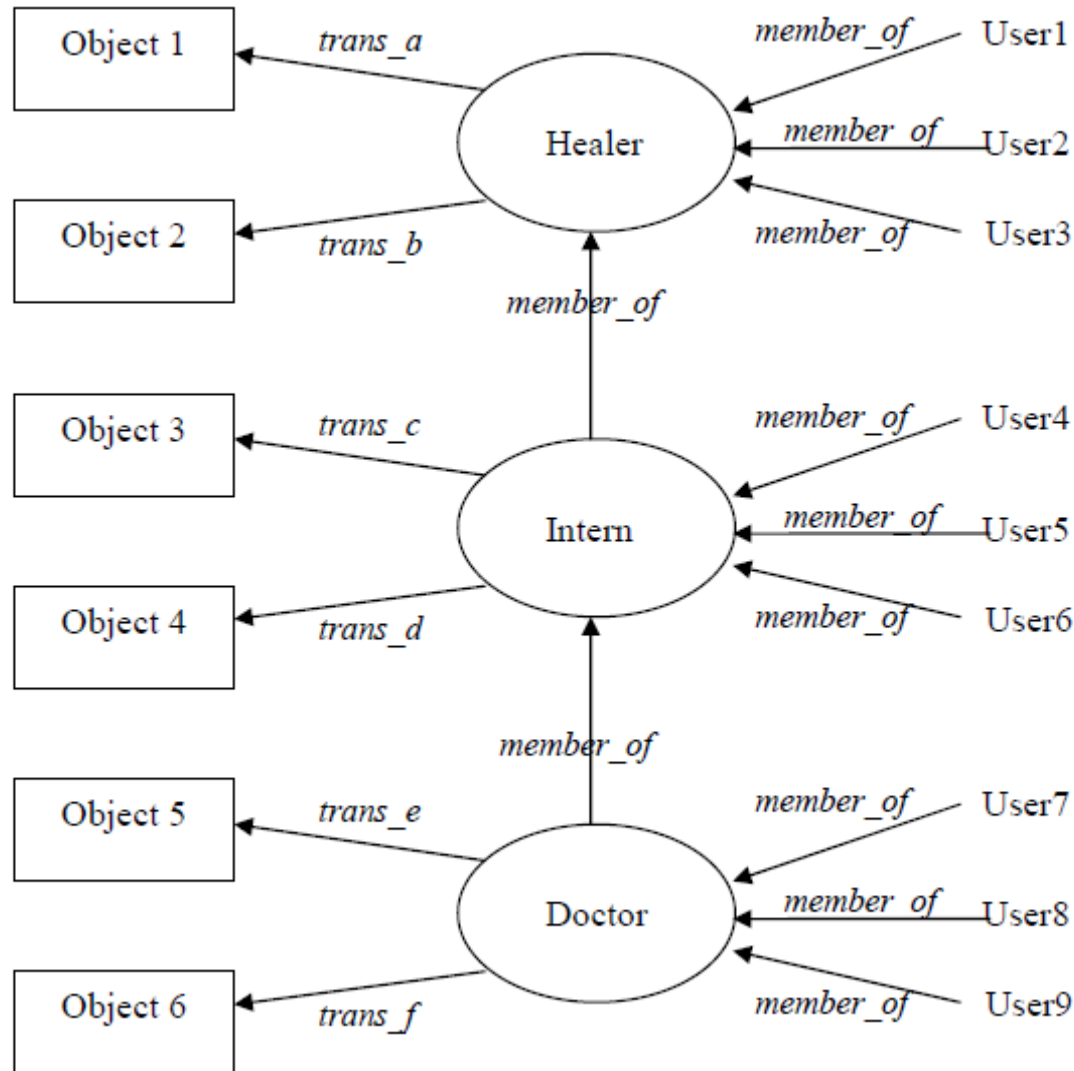 Object 1
trans_a
member_of
User1
Healer
member_of
User2
Object 2
trans_b
member_of
User3
member_of
Object 3
trans_c
member_of
User4
Intern
member_of
User5
Object 4
trans_d
member_of
User6
member_of
Object 5
trans_e
member_of
User7
Doctor
member_of
User8
Object 6
trans_f
member_of
User9